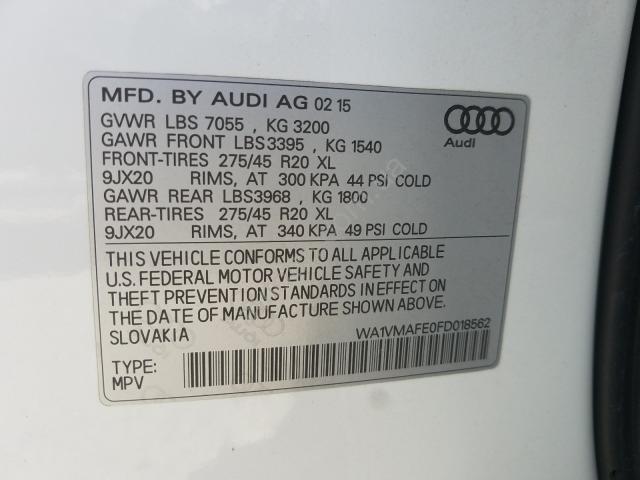 MFD. BY AUDI AG 02 15
GVWR LBS 7055 , KG 3200
GAWR FRONT LBS3395 , KG 1540
FRONT-TIRES 275/45 R20 XL
9JX20 RIMS, AT 300 KPA 44 PSI COLD
GAWR REAR LBS3968 , KG 1800
REAR-TIRES 275/45 R20 XL
9JX20 RIMS, AT 340 KPA 49 PSI COLD
Audi
THIS VEHICLE CONFORMS TO ALL APPLICABLE
U.S. FEDERAL MOTOR VEHICLE SAFETY AND
THEFT PREVENTION STANDARDS IN EFFECT ON
THE DATE OF MANUFACTURE SHOWN ABOVE.
SLOVAKIA WA1VMAFE0FD018562
TYPE:
MPV